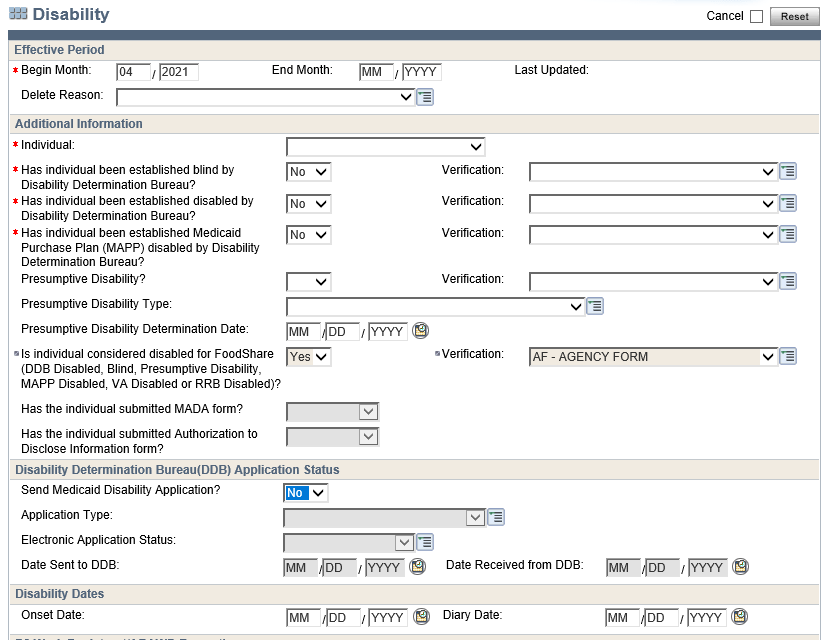 Disability
Cancel Reset
Effective Period
* Begin Month: 04 / 2021 End Month: MM / YYYY Last Updated:
Delete Reason:
Additional Information
* Individual:
* Has individual been established blind by
Disability Determination Bureau? No Verification:
* Has individual been established disabled by
Disability Determination Bureau? No Verification:
* Has individual been established Medicaid
Purchase Plan (MAPP) disabled by Disability
Determination Bureau? No Verification:
Presumptive Disability? Verification:
Presumptive Disability Type:
Presumptive Disability Determination Date: MM / DD / YYYY
Is individual considered disabled for FoodShare
(DDB Disabled, Blind, Presumptive Disability,
MAPP Disabled, VA Disabled or RRB Disabled)? Yes Verification: AF - AGENCY FORM
Has the individual submitted MADA form?
Has the individual submitted Authorization to
Disclose Information form?
Disability Determination Bureau(DDB) Application Status
Send Medicaid Disability Application? No
Application Type:
Electronic Application Status:
Date Sent to DDB: MM / DD / YYYY Date Received from DDB: MM / DD / YYYY
Disability Dates
Onset Date: MM / DD / YYYY Diary Date: MM / DD / YYYY